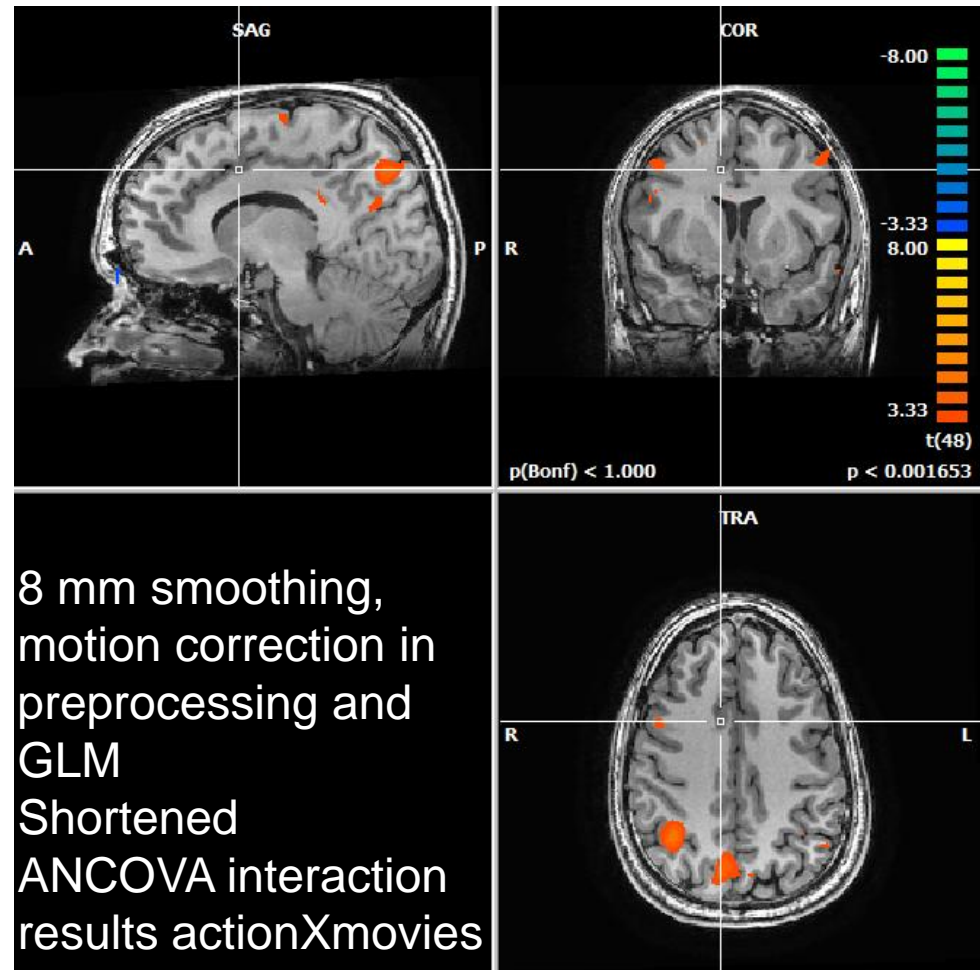 SAG
A
P
COR
R
-8.00
-3.33
8.00
3.33
t(48)
p(Bonf) < 1.000
p < 0.001653
8 mm smoothing,
motion correction in
preprocessing and
GLM
Shortened
ANCOVA interaction
results actionXmovies
TRA
R
L